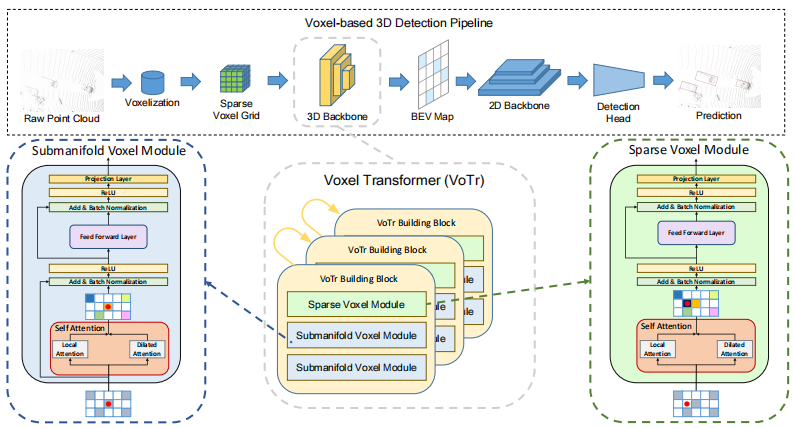 Voxel-based 3D Detection Pipeline
Raw Point Cloud
Voxelization
Sparse
Voxel Grid
3D Backbone
BEV Map
2D Backbone
Detection
Head
Prediction
Submanifold Voxel Module
Projection Layer
ReLU
Add & Batch Normalization
Feed Forward Layer
ReLU
Add & Batch Normalization
Self Attention
Local
Attention
Dilated
Attention
Voxel Transformer (VoTr)
VoTr Building Block
VoTr Building Block
ule
ule
VoTr Building Block
ule
Sparse Voxel Module
ule
Submanifold Voxel Module
Submanifold Voxel Module
Sparse Voxel Module
Projection Layer
ReLU
Add & Batch Normalization
Feed Forward Layer
ReLU
Add & Batch Normalization
Self Attention
Local
Attention
Dilated
Attention